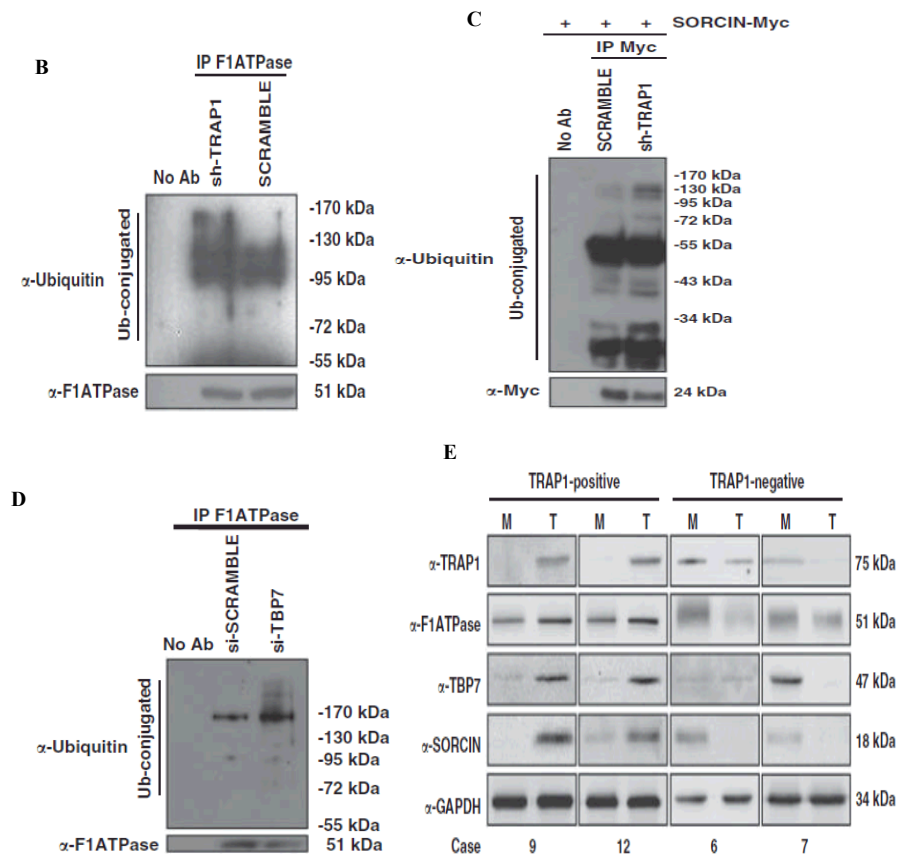 B
IP F1ATPase
sh-TRAP1
SCRAMBLE
No Ab
-170 kDa
-130 kDa
-95 kDa
-72 kDa
-55 kDa
α-Ubiquitin
Ub-conjugated
α-F1ATPase
51 kDa
C
+ + + SORCIN-Myc
IP Myc
No Ab
SCRAMBLE
sh-TRAP1
-170 kDa
-130 kDa
-95 kDa
-72 kDa
-55 kDa
-43 kDa
-34 kDa
α-Ubiquitin
Ub-conjugated
α-Myc
24 kDa
D
IP F1ATPase
No Ab
si-SCRAMBLE
si-TBP7
-170 kDa
-130 kDa
-95 kDa
-72 kDa
-55 kDa
α-Ubiquitin
Ub-conjugated
α-F1ATPase
51 kDa
E
TRAP1-positive TRAP1-negative
M T M T M T M T
α-TRAP1 75 kDa
α-F1ATPase 51 kDa
α-TBP7 47 kDa
α-SORCIN 18 kDa
α-GAPDH 34 kDa
Case 9 12 6 7